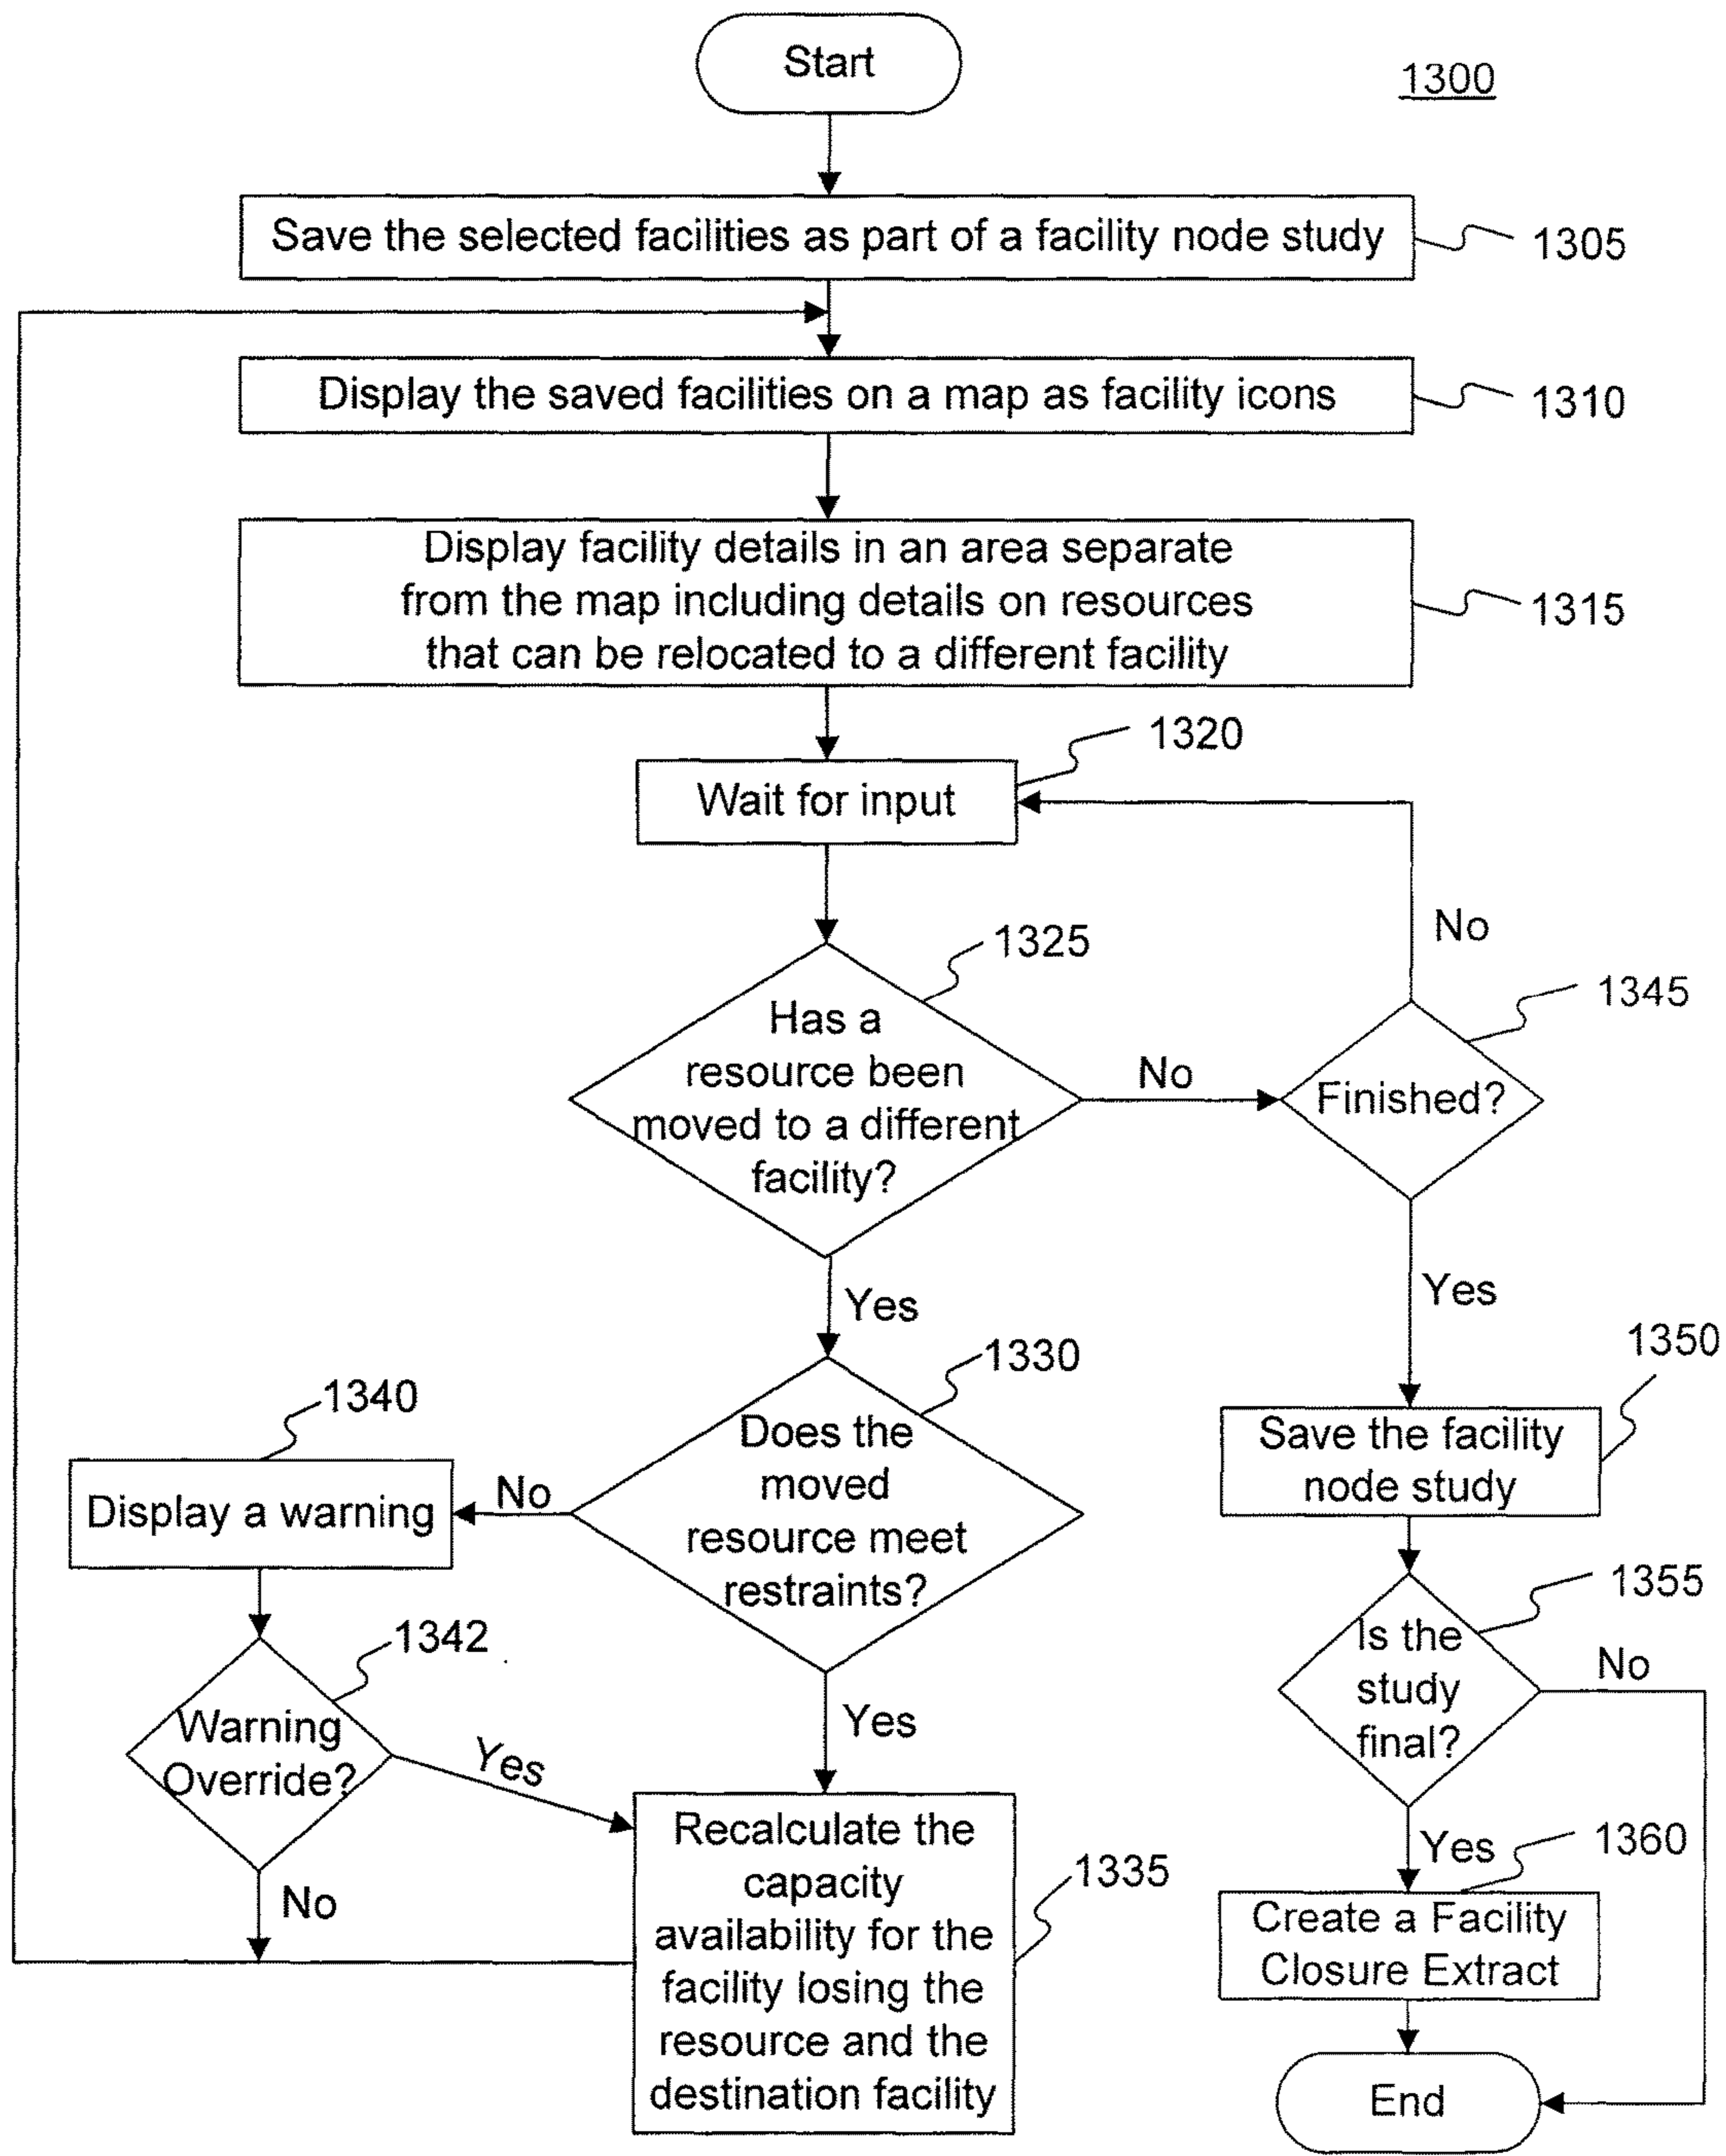 Start
1300
Save the selected facilities as part of a facility node study
1305
Display the saved facilities on a map as facility icons
1310
Display facility details in an area separate
from the map including details on resources
that can be relocated to a different facility
1315
1320
Wait for input
1325
Has a
resource been
moved to a different
facility?
No
No
1345
Finished?
Yes
Yes
1330
Does the
moved
resource meet
restraints?
1340
No
Display a warning
1350
Save the facility
node study
1342
Warning
Override?
Yes
No
Yes
1355
Is the
study
final?
No
Recalculate the
capacity
availability for the
facility losing the
resource and the
destination facility
1335
Yes
1360
Create a Facility
Closure Extract
End